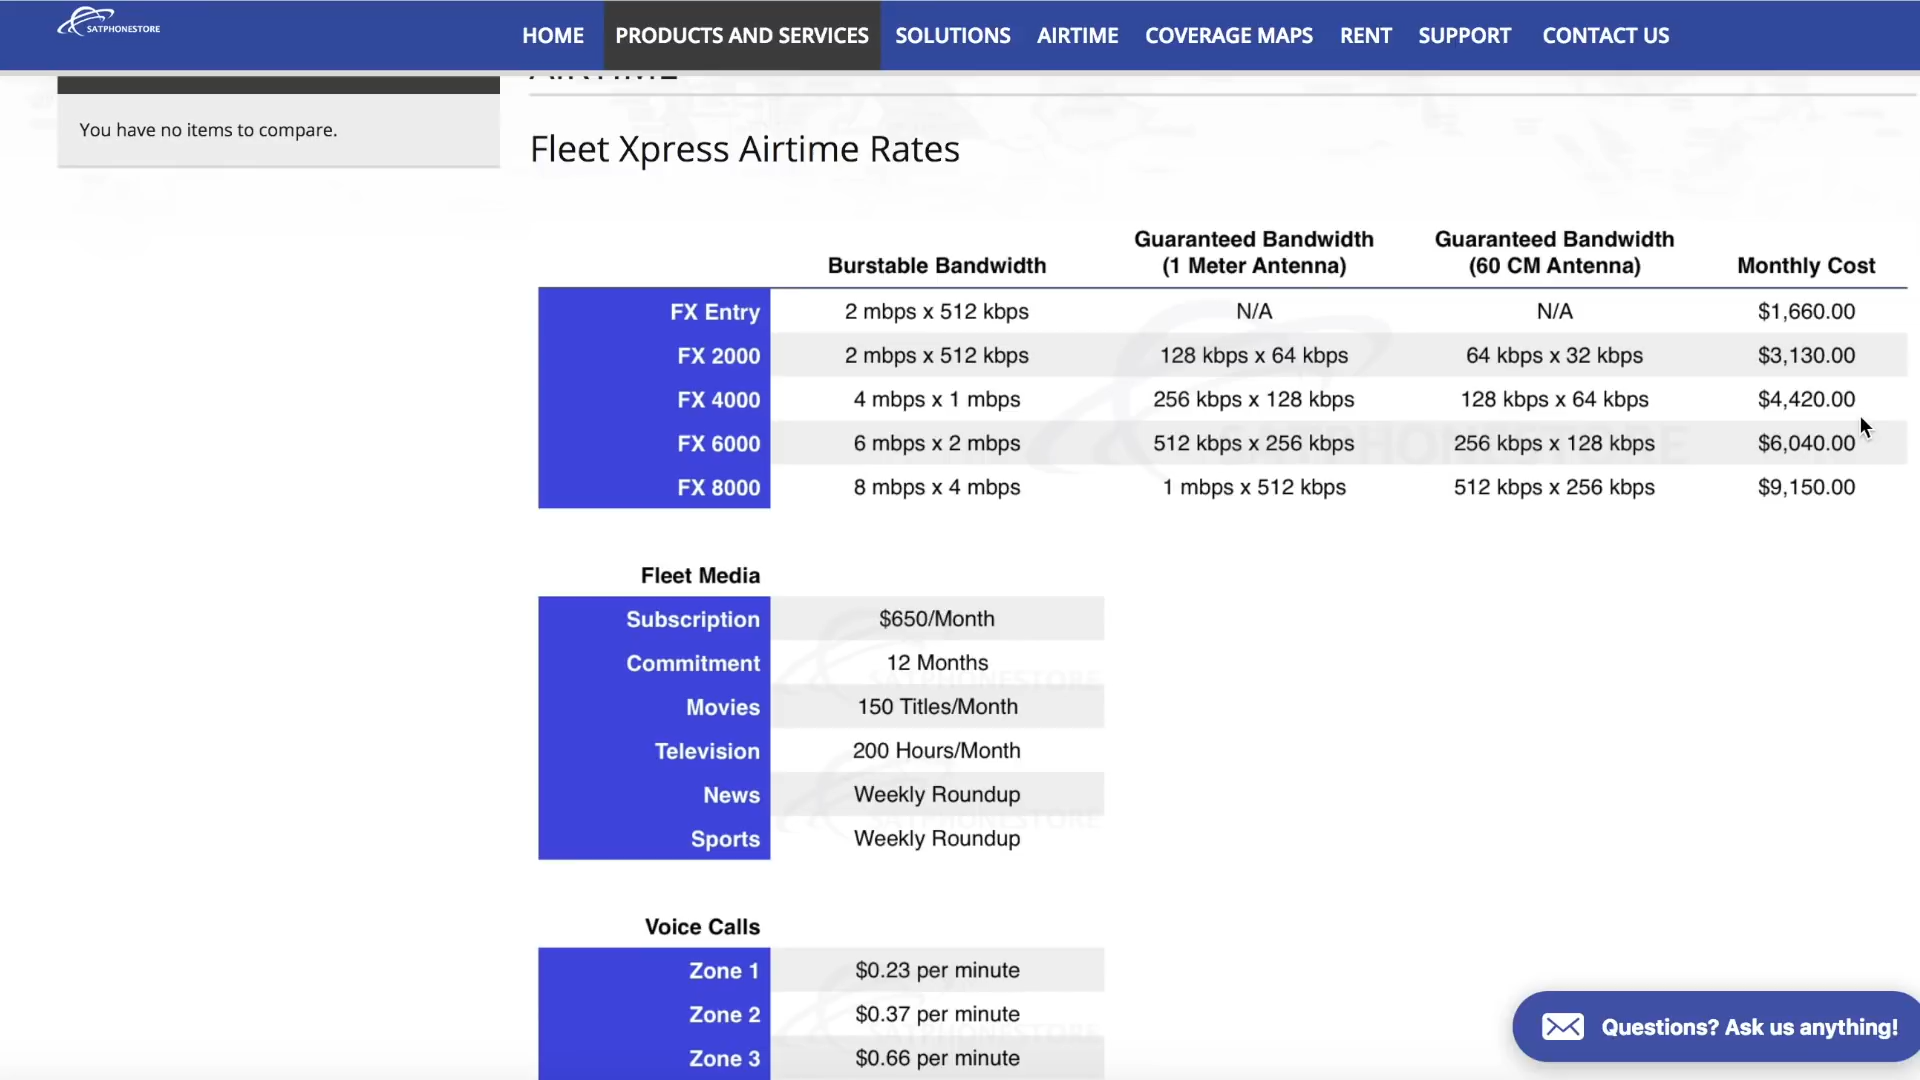 SATPHONESTORE
HOME PRODUCTS AND SERVICES SOLUTIONS AIRTIME COVERAGE MAPS RENT SUPPORT CONTACT US
AIRTIME
You have no items to compare.
Fleet Xpress Airtime Rates
Burstable Bandwidth Guaranteed Bandwidth (1 Meter Antenna) Guaranteed Bandwidth (60 CM Antenna) Monthly Cost
FX Entry 2 mbps x 512 kbps N/A N/A $1,660.00
FX 2000 2 mbps x 512 kbps 128 kbps x 64 kbps 64 kbps x 32 kbps $3,130.00
FX 4000 4 mbps x 1 mbps 256 kbps x 128 kbps 128 kbps x 64 kbps $4,420.00
FX 6000 6 mbps x 2 mbps 512 kbps x 256 kbps 256 kbps x 128 kbps $6,040.00
FX 8000 8 mbps x 4 mbps 1 mbps x 512 kbps 512 kbps x 256 kbps $9,150.00
Fleet Media
Subscription $650/Month
Commitment 12 Months
Movies 150 Titles/Month
Television 200 Hours/Month
News Weekly Roundup
Sports Weekly Roundup
Voice Calls
Zone 1 $0.23 per minute
Zone 2 $0.37 per minute
Zone 3 $0.66 per minute
Questions? Ask us anything!